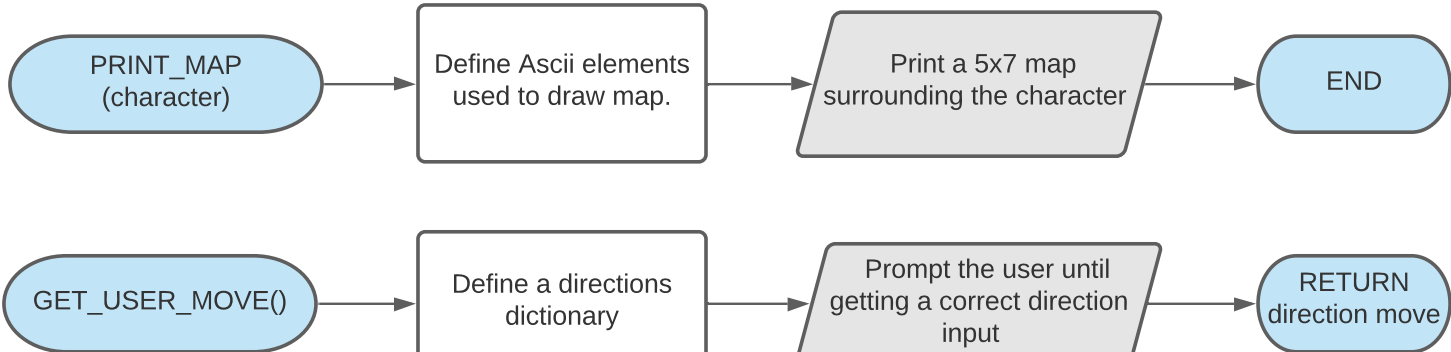 PRINT_MAP
(character)
Define Ascii elements
used to draw map.
Print a 5x7 map
surrounding the character
END
GET_USER_MOVE()
Define a directions
dictionary
Prompt the user until
getting a correct direction
input
RETURN
direction move